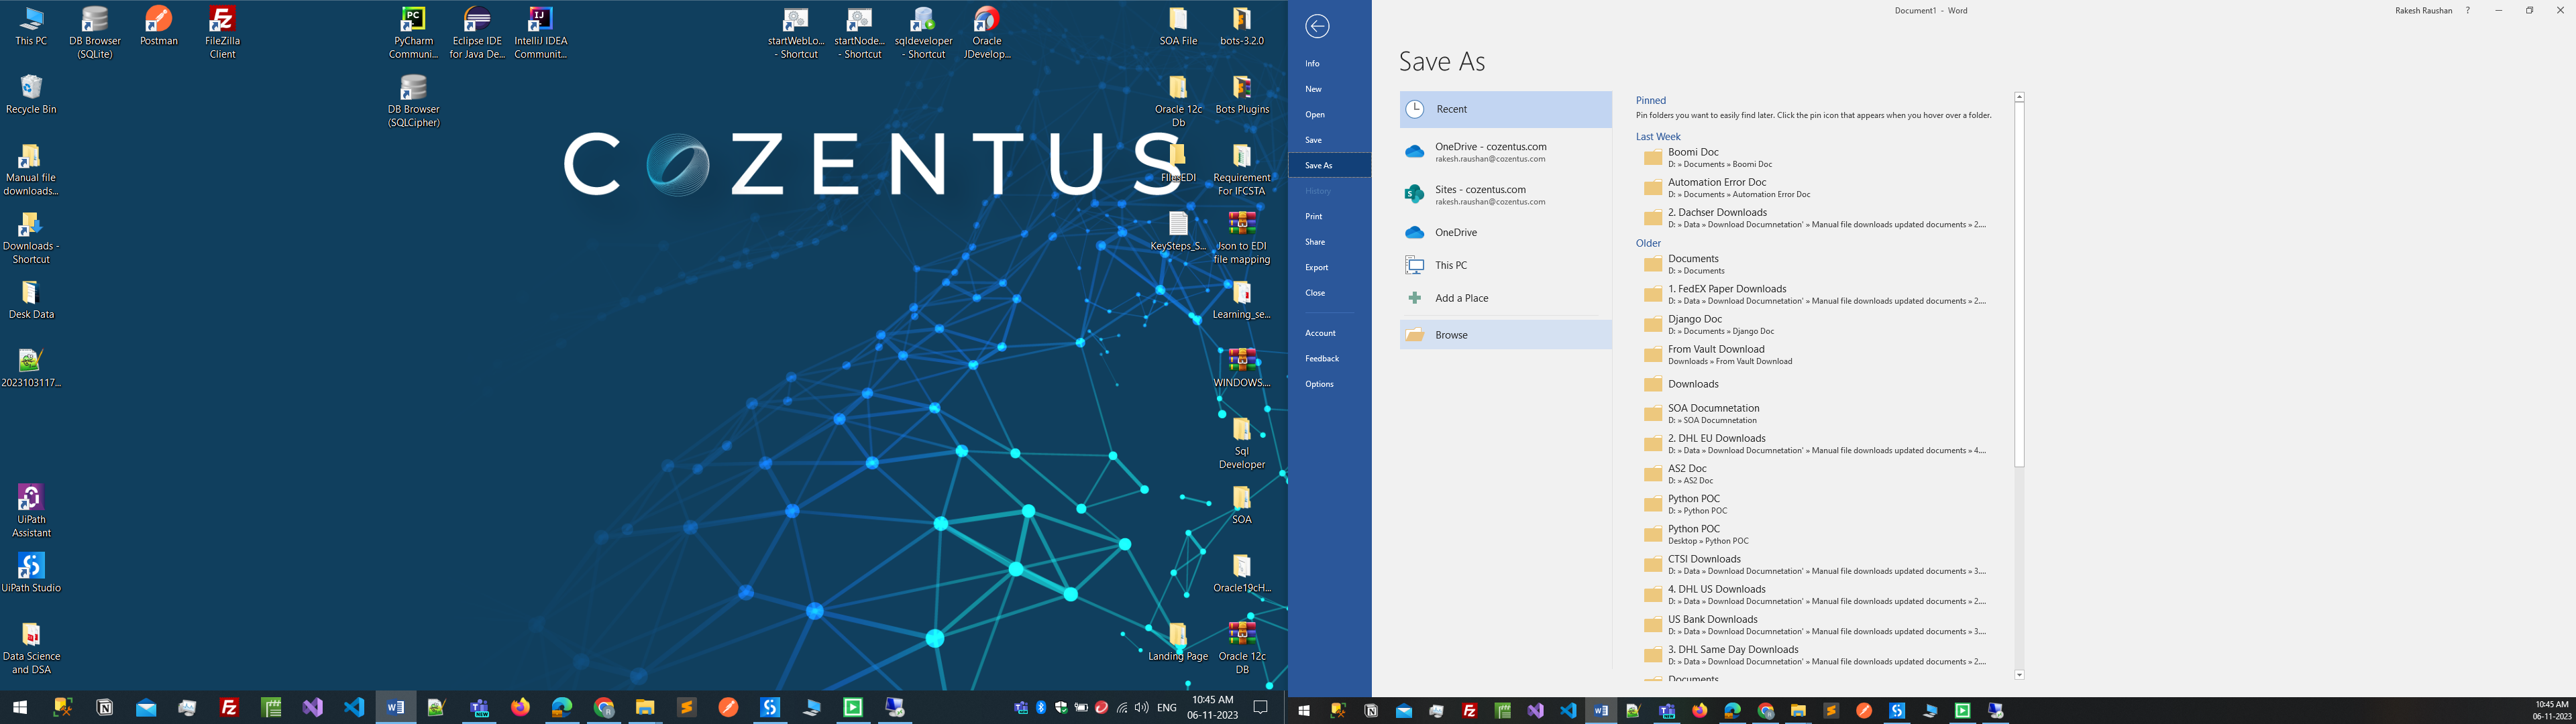 This PC
DB Browser
(SQLite)
Postman
FileZilla
Client
PyCharm
Communi...
Eclipse IDE
for Java De...
IntelliJ IDEA
Communit...
startWebLo...
- Shortcut
startNode...
- Shortcut
sqldeveloper
- Shortcut
Oracle
JDevelop...
SOA File
bots-3.2.0
Recycle Bin
DB Browser
(SQLCipher)
Oracle 12c
Db
Bots Plugins
COZENTUS
Manual file
downloads...
FilesEDI
Requirement
For IFCSTA
Downloads -
Shortcut
KeySteps_S...
Json to EDI
file mapping
Desk Data
Learning_se...
2023103117...
WINDOWS....
Sql
Developer
UiPath
Assistant
SOA
UiPath Studio
Oracle19cH...
Data Science
and DSA
Landing Page
Oracle 12c
DB
ENG
10:45 AM
06-11-2023
Document1 - Word
Rakesh Raushan
?
Info
New
Open
Save
Save As
History
Print
Share
Export
Close
Account
Feedback
Options
Save As
Recent
OneDrive - cozentus.com
rakesh.raushan@cozentus.com
Sites - cozentus.com
rakesh.raushan@cozentus.com
OneDrive
This PC
Add a Place
Browse
Pinned
Pin folders you want to easily find later. Click the pin icon that appears when you hover over a folder.
Last Week
Boomi Doc
D: » Documents » Boomi Doc
Automation Error Doc
D: » Documents » Automation Error Doc
2. Dachser Downloads
D: » Data » Download Documnetation' » Manual file downloads updated documents » 2....
Older
Documents
D: » Documents
1. FedEX Paper Downloads
D: » Data » Download Documnetation' » Manual file downloads updated documents » 2....
Django Doc
D: » Documents » Django Doc
From Vault Download
Downloads » From Vault Download
Downloads
SOA Documnetation
D: » SOA Documnetation
2. DHL EU Downloads
D: » Data » Download Documnetation' » Manual file downloads updated documents » 4....
AS2 Doc
D: » AS2 Doc
Python POC
D: » Python POC
Python POC
Desktop » Python POC
CTSI Downloads
D: » Data » Download Documnetation' » Manual file downloads updated documents » 3....
4. DHL US Downloads
D: » Data » Download Documnetation' » Manual file downloads updated documents » 2....
US Bank Downloads
D: » Data » Download Documnetation' » Manual file downloads updated documents » 3....
3. DHL Same Day Downloads
D: » Data » Download Documnetation' » Manual file downloads updated documents » 2....
Documents
10:45 AM
06-11-2023